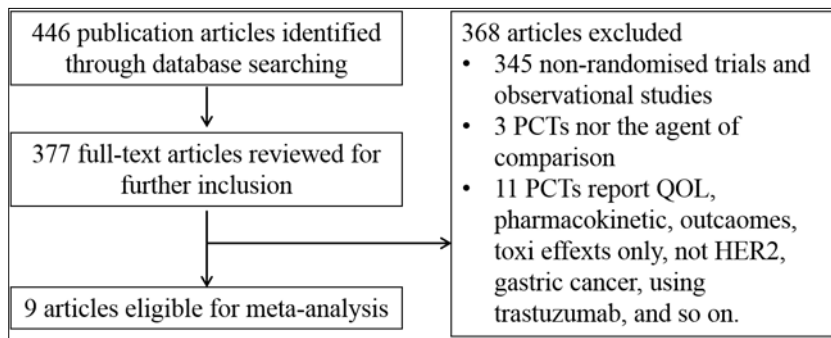 446 publication articles identified
through database searching
377 full-text articles reviewed for
further inclusion
9 articles eligible for meta-analysis
368 articles excluded
• 345 non-randomised trials and
observational studies
• 3 PCTs nor the agent of
comparison
• 11 PCTs report QOL,
pharmacokinetic, outcaomes,
toxi effexts only, not HER2,
gastric cancer, using
trastuzumab, and so on.